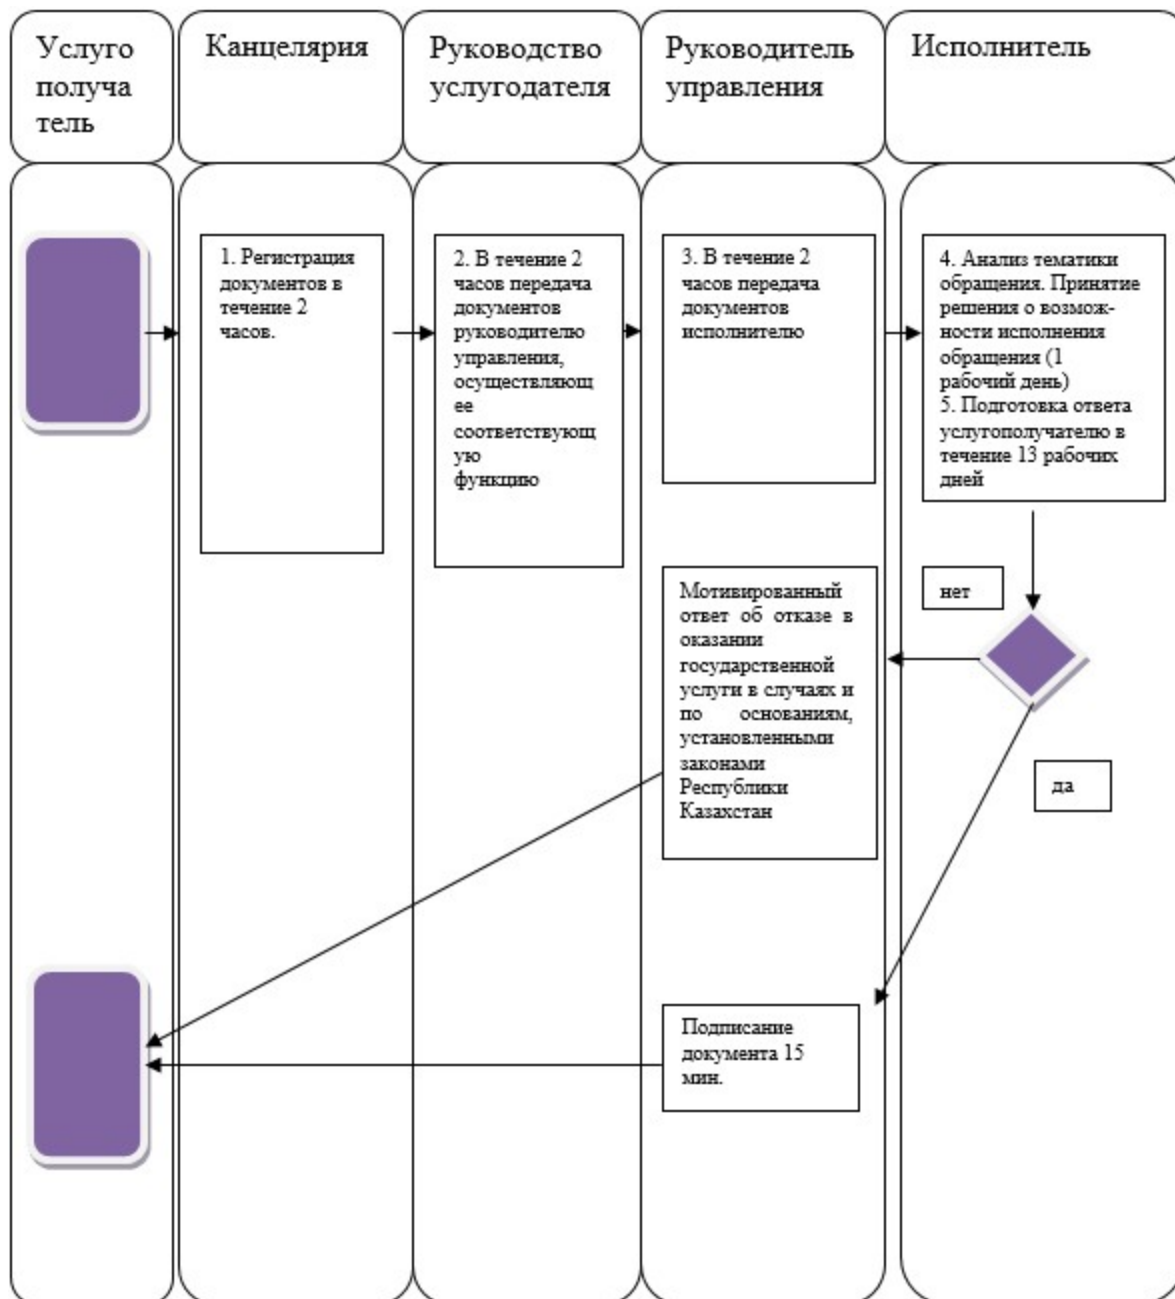 Услуго
получа
тель
Канцелярия
Руководство
услугодателя
Руководитель
управления
Исполнитель
1. Регистрация
документов в
течение 2
часов.
2. В течение 2
часов передача
документов
руководителю
управления,
осуществляющ
ее
соответствующ
ую
функцию
3. В течение 2
часов передача
документов
исполнителю
4. Анализ тематики
обращения. Принятие
решения о возмож-
ности исполнения
обращения (1
рабочий день)
5. Подготовка ответа
услугополучателю в
течение 13 рабочих
дней
Мотивированный
ответ об отказе в
оказании
государственной
услуги в случаях и
по основаниям,
установленными
законами
Республики
Казахстан
нет
да
Подписание
документа 15
мин.